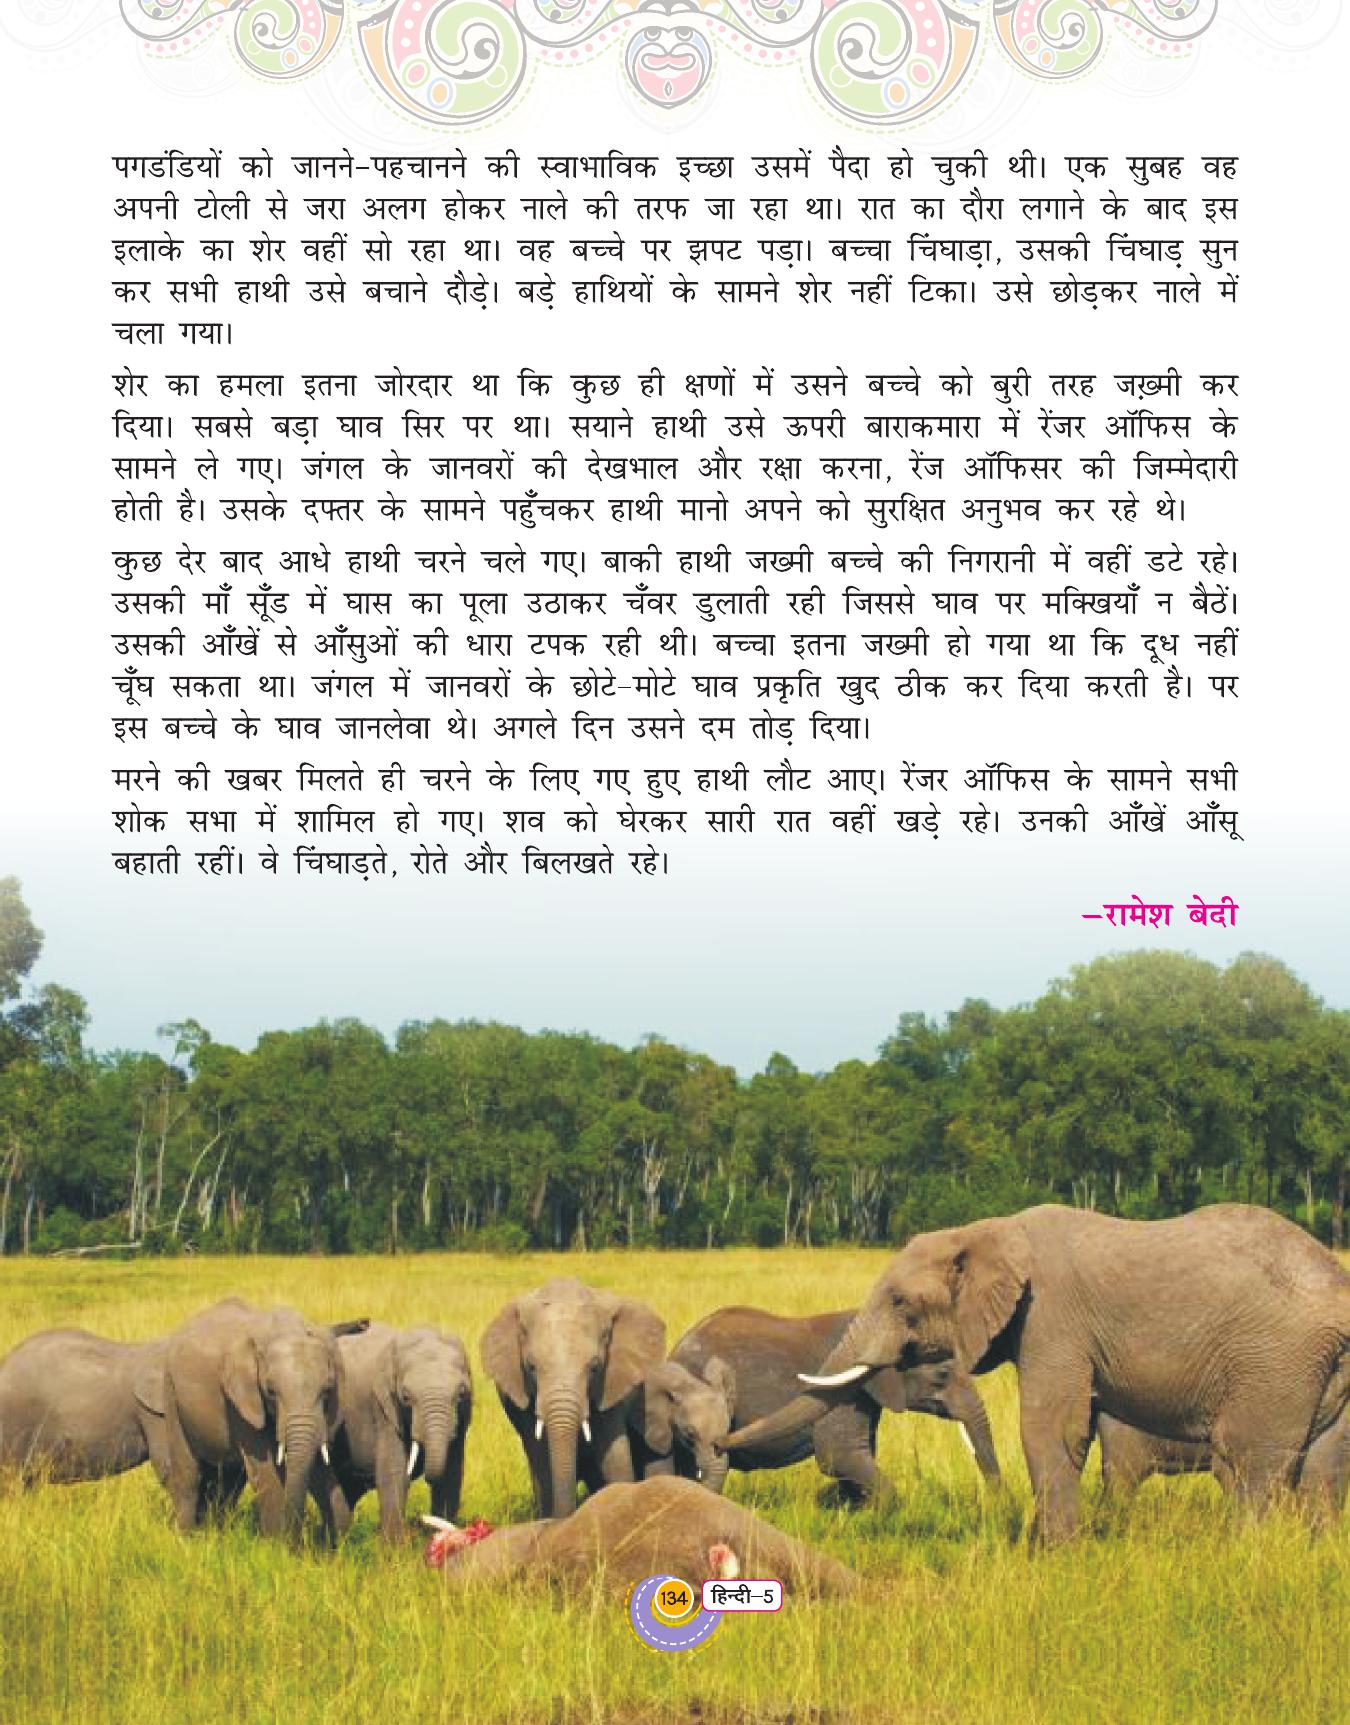 पगडंडियों को जानने-पहचानने की स्वाभाविक इच्छा उसमें पैदा हो चुकी थी। एक सुबह वह
अपनी टोली से जरा अलग होकर नाले की तरफ जा रहा था। रात का दौरा लगाने के बाद इस
इलाके का शेर वहीं सो रहा था। वह बच्चे पर झपट पड़ा। बच्चा चिंघाड़ा, उसकी चिंघाड़ सुन
कर सभी हाथी उसे बचाने दौड़े। बड़े हाथियों के सामने शेर नहीं टिका। उसे छोड़कर नाले में
चला गया।
शेर का हमला इतना जोरदार था कि कुछ ही क्षणों में उसने बच्चे को बुरी तरह जख़्मी कर
दिया। सबसे बड़ा घाव सिर पर था। सयाने हाथी उसे ऊपरी बाराकमारा में रेंजर ऑफिस के
सामने ले गए। जंगल के जानवरों की देखभाल और रक्षा करना, रेंज ऑफिसर की जिम्मेदारी
होती है। उसके दफ्तर के सामने पहुँचकर हाथी मानो अपने को सुरक्षित अनुभव कर रहे थे।
कुछ देर बाद आधे हाथी चरने चले गए। बाकी हाथी जख्मी बच्चे की निगरानी में वहीं डटे रहे।
उसकी माँ सूँड में घास का पूला उठाकर चँवर डुलाती रही जिससे घाव पर मक्खियाँ न बैठें।
उसकी आँखें से आँसुओं की धारा टपक रही थी। बच्चा इतना जख्मी हो गया था कि दूध नहीं
चूँघ सकता था। जंगल में जानवरों के छोटे-मोटे घाव प्रकृति खुद ठीक कर दिया करती है। पर
इस बच्चे के घाव जानलेवा थे। अगले दिन उसने दम तोड़ दिया।
मरने की खबर मिलते ही चरने के लिए गए हुए हाथी लौट आए। रेंजर ऑफिस के सामने सभी
शोक सभा में शामिल हो गए। शव को घेरकर सारी रात वहीं खड़े रहे। उनकी आँखें आँसू
बहाती रहीं। वे चिंघाड़ते, रोते और बिलखते रहे।
–रामेश बेदी
134 हिन्दी–5